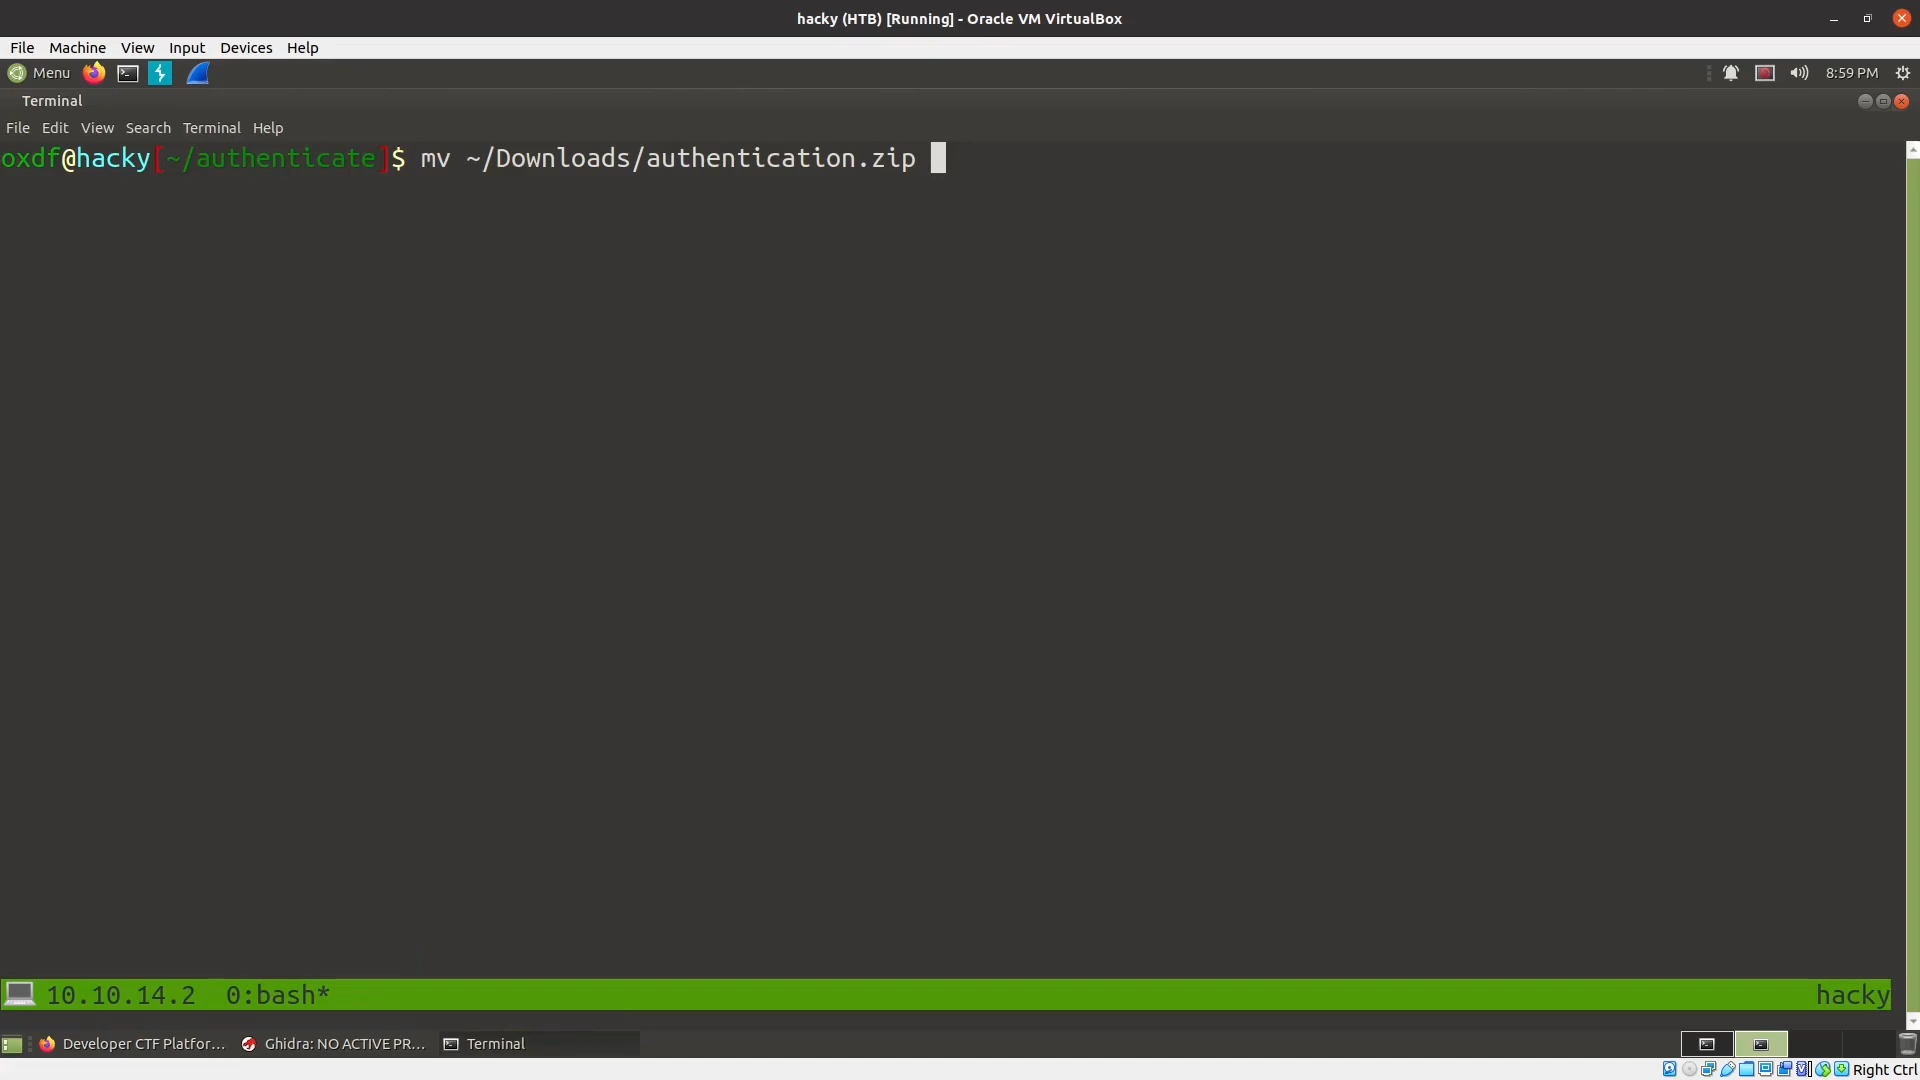 hacky (HTB) [Running] - Oracle VM VirtualBox
File Machine View Input Devices Help
Menu 8:59 PM
Terminal
File Edit View Search Terminal Help
oxdf@hacky[~/authenticate]$ mv ~/Downloads/authentication.zip
10.10.14.2 0:bash* hacky
Developer CTF Platfor... Ghidra: NO ACTIVE PR... Terminal
Right Ctrl